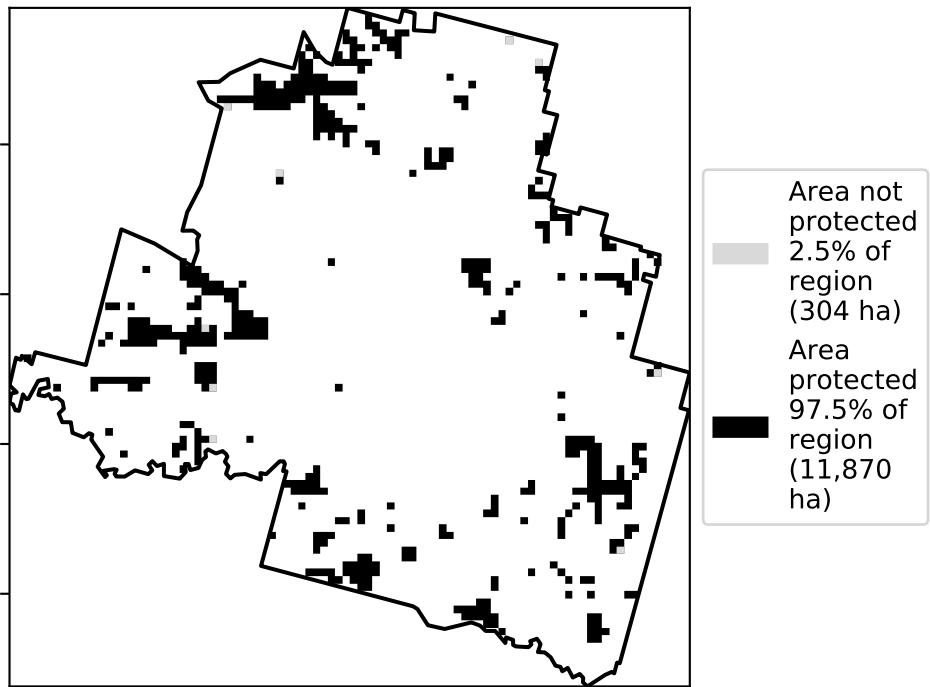 Area not
protected
2.5% of
region
(304 ha)
Area
protected
97.5% of
region
(11,870
ha)